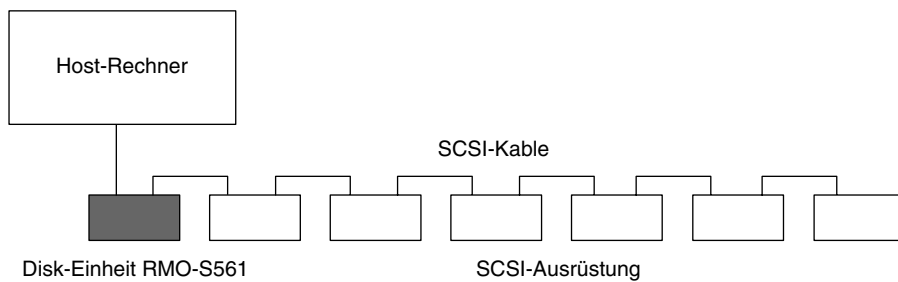 Host-Rechner
SCSI-Kable
Disk-Einheit RMO-S561
SCSI-Ausrüstung